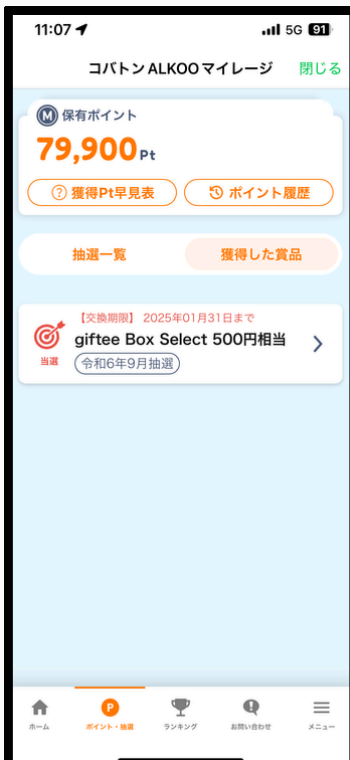 11:07
5G 91
コバトン ALKOO マイレージ 閉じる
M 保有ポイント
79,900 Pt
? 獲得Pt早見表 ポイント履歴
抽選一覧 獲得した賞品
【交換期限】 2025年01月31日まで
giftee Box Select 500円相当
当選 令和6年9月抽選
P
ホーム ポイント・抽選 ランキング お問い合わせ メニュー